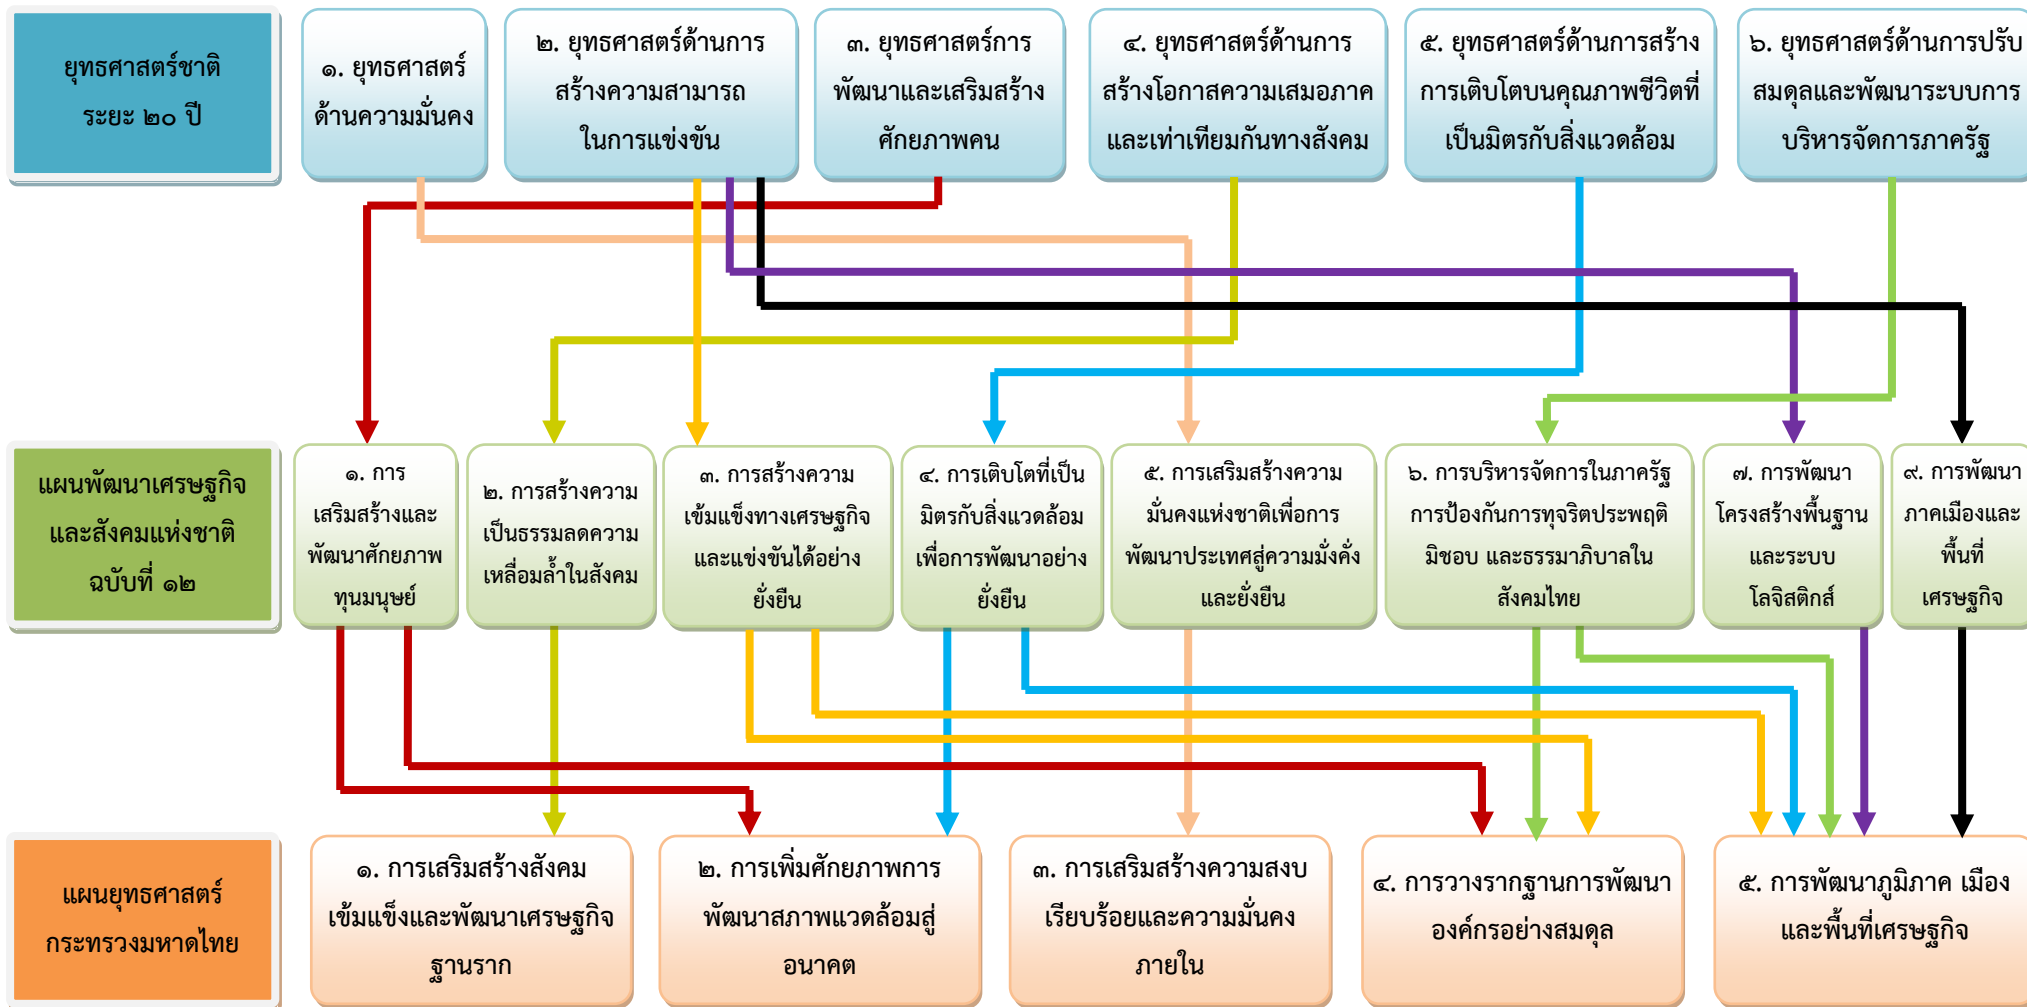 ยุทธศาสตร์ชาติ
ระยะ ๒๐ ปี
๑. ยุทธศาสตร์
ด้านความมั่นคง
๒. ยุทธศาสตร์ด้านการ
สร้างความสามารถ
ในการแข่งขัน
๓. ยุทธศาสตร์การ
พัฒนาและเสริมสร้าง
ศักยภาพคน
๔. ยุทธศาสตร์ด้านการ
สร้างโอกาสความเสมอภาค
และเท่าเทียมกันทางสังคม
๕. ยุทธศาสตร์ด้านการสร้าง
การเติบโตบนคุณภาพชีวิตที่
เป็นมิตรกับสิ่งแวดล้อม
๖. ยุทธศาสตร์ด้านการปรับ
สมดุลและพัฒนาระบบการ
บริหารจัดการภาครัฐ
แผนพัฒนาเศรษฐกิจ
และสังคมแห่งชาติ
ฉบับที่ ๑๒
๑. การ
เสริมสร้างและ
พัฒนาศักยภาพ
ทุนมนุษย์
๒. การสร้างความ
เป็นธรรมลดความ
เหลื่อมล้ำในสังคม
๓. การสร้างความ
เข้มแข็งทางเศรษฐกิจ
และแข่งขันได้อย่าง
ยั่งยืน
๔. การเติบโตที่เป็น
มิตรกับสิ่งแวดล้อม
เพื่อการพัฒนาอย่าง
ยั่งยืน
๕. การเสริมสร้างความ
มั่นคงแห่งชาติเพื่อการ
พัฒนาประเทศสู่ความมั่งคั่ง
และยั่งยืน
๖. การบริหารจัดการในภาครัฐ
การป้องกันการทุจริตประพฤติ
มิชอบ และธรรมาภิบาลใน
สังคมไทย
๗. การพัฒนา
โครงสร้างพื้นฐาน
และระบบ
โลจิสติกส์
๙. การพัฒนา
ภาคเมืองและ
พื้นที่
เศรษฐกิจ
แผนยุทธศาสตร์
กระทรวงมหาดไทย
๑. การเสริมสร้างสังคม
เข้มแข็งและพัฒนาเศรษฐกิจ
ฐานราก
๒. การเพิ่มศักยภาพการ
พัฒนาสภาพแวดล้อมสู่
อนาคต
๓. การเสริมสร้างความสงบ
เรียบร้อยและความมั่นคง
ภายใน
๔. การวางรากฐานการพัฒนา
องค์กรอย่างสมดุล
๕. การพัฒนาภูมิภาค เมือง
และพื้นที่เศรษฐกิจ